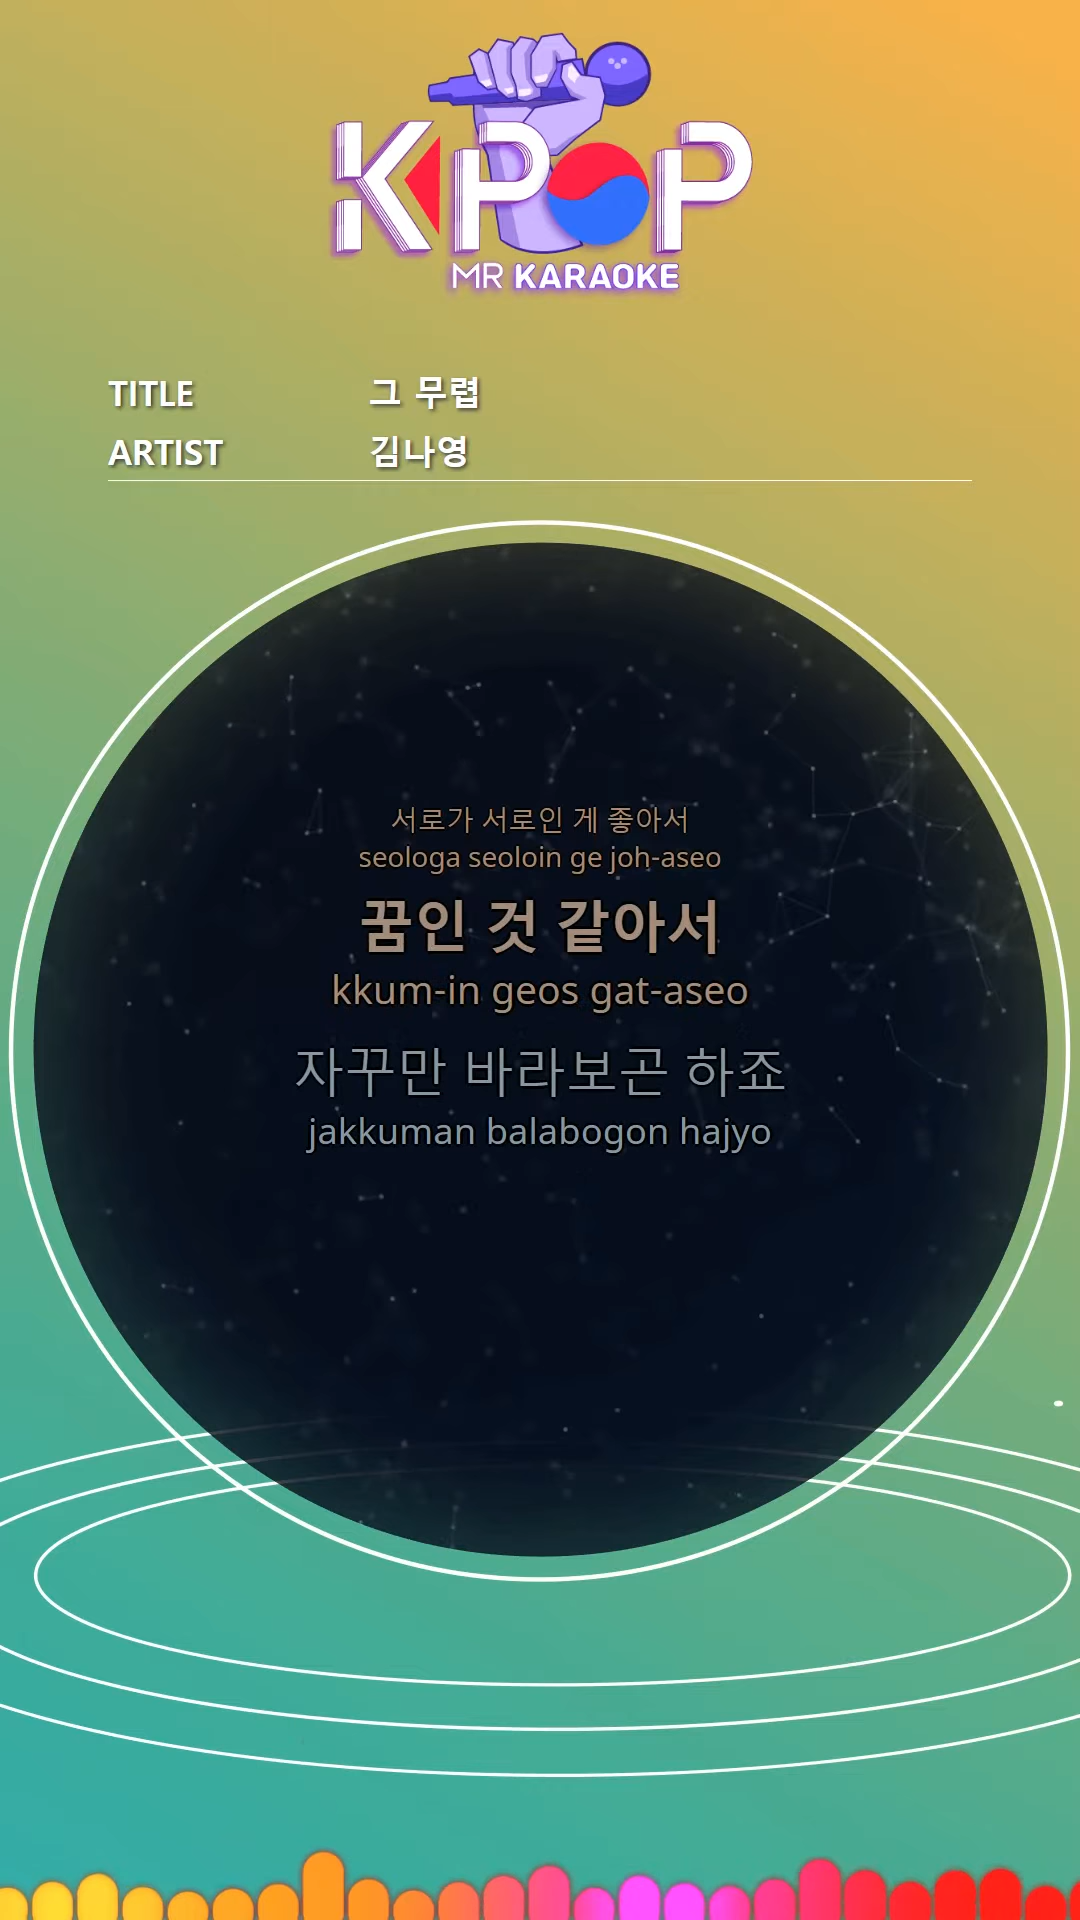 KPOP
MR KARAOKE
TITLE 그 무렵
ARTIST 김나영
서로가 서로인 게 좋아서
seologa seoloin ge joh-aseo
꿈인 것 같아서
kkum-in geos gat-aseo
자꾸만 바라보곤 하죠
jakkuman balabogon hajyo